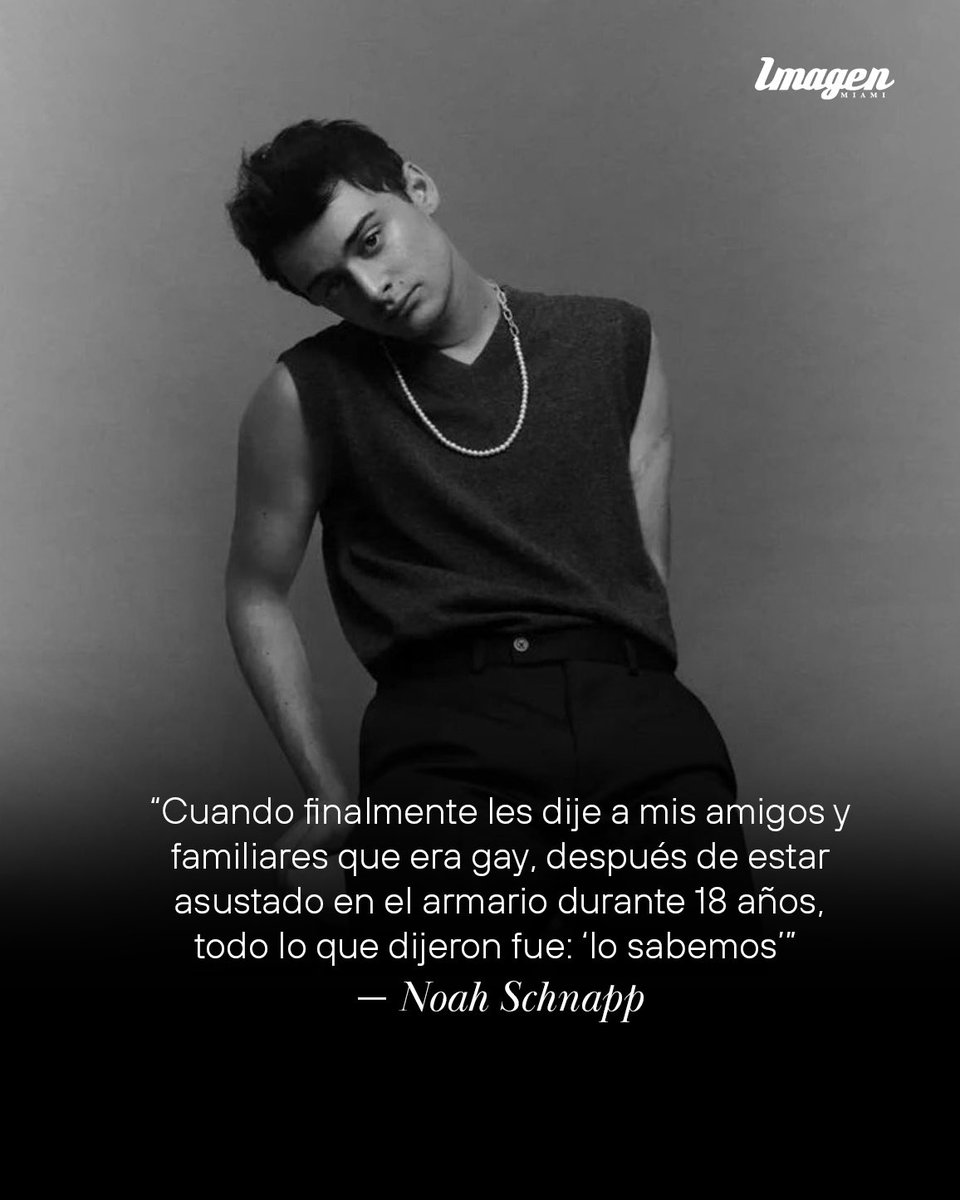 Imagen
MIAMI
“Cuando finalmente les dije a mis amigos y
familiares que era gay, después de estar
asustado en el armario durante 18 años,
todo lo que dijeron fue: ‘lo sabemos’”
— Noah Schnapp